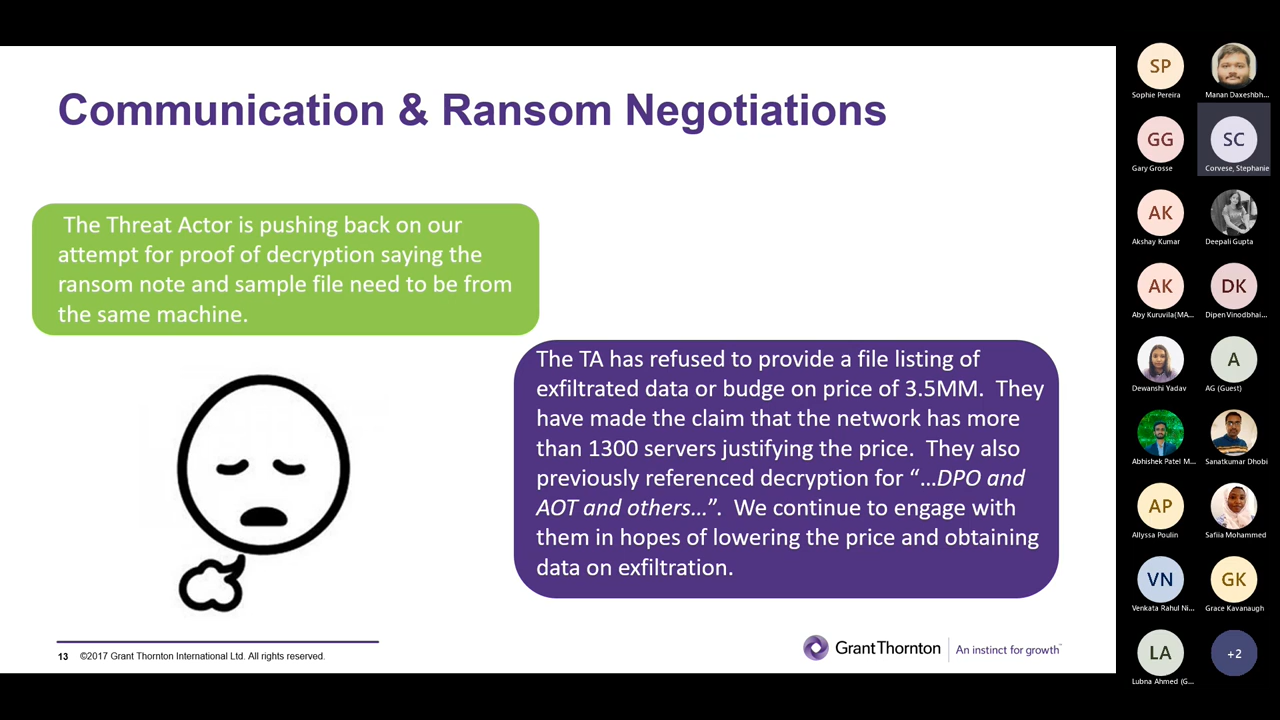 Communication & Ransom Negotiations
The Threat Actor is pushing back on our
attempt for proof of decryption saying the
ransom note and sample file need to be from
the same machine.
The TA has refused to provide a file listing of
exfiltrated data or budge on price of 3.5MM. They
have made the claim that the network has more
than 1300 servers justifying the price. They also
previously referenced decryption for “…DPO and
AOT and others…”. We continue to engage with
them in hopes of lowering the price and obtaining
data on exfiltration.
13 ©2017 Grant Thornton International Ltd. All rights reserved.
GrantThornton
An instinct for growth™
SP
Sophie Pereira
Manan Daxeshbh...
GG
Gary Grosse
SC
Corvese, Stephanie
AK
Akshay Kumar
Deepali Gupta
AK
Aby Kuruvila(MA...
DK
Dipen Vinodbhai...
Dewanshi Yadav
A
AG (Guest)
Abhishek Patel M...
Sanatkumar Dhobi
AP
Allyssa Poulin
Safiia Mohammed
VN
Venkata Rahul Ni...
GK
Grace Kavanaugh
LA
Lubna Ahmed (G...
+2